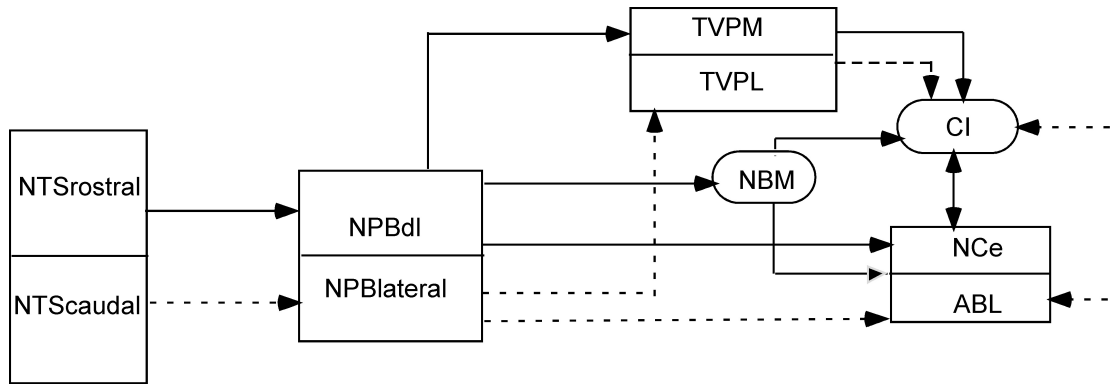 TVPM
TVPL
CI
NTSrostral
NBM
NPBdl
NCe
NPBlateral
NTScaudal
ABL